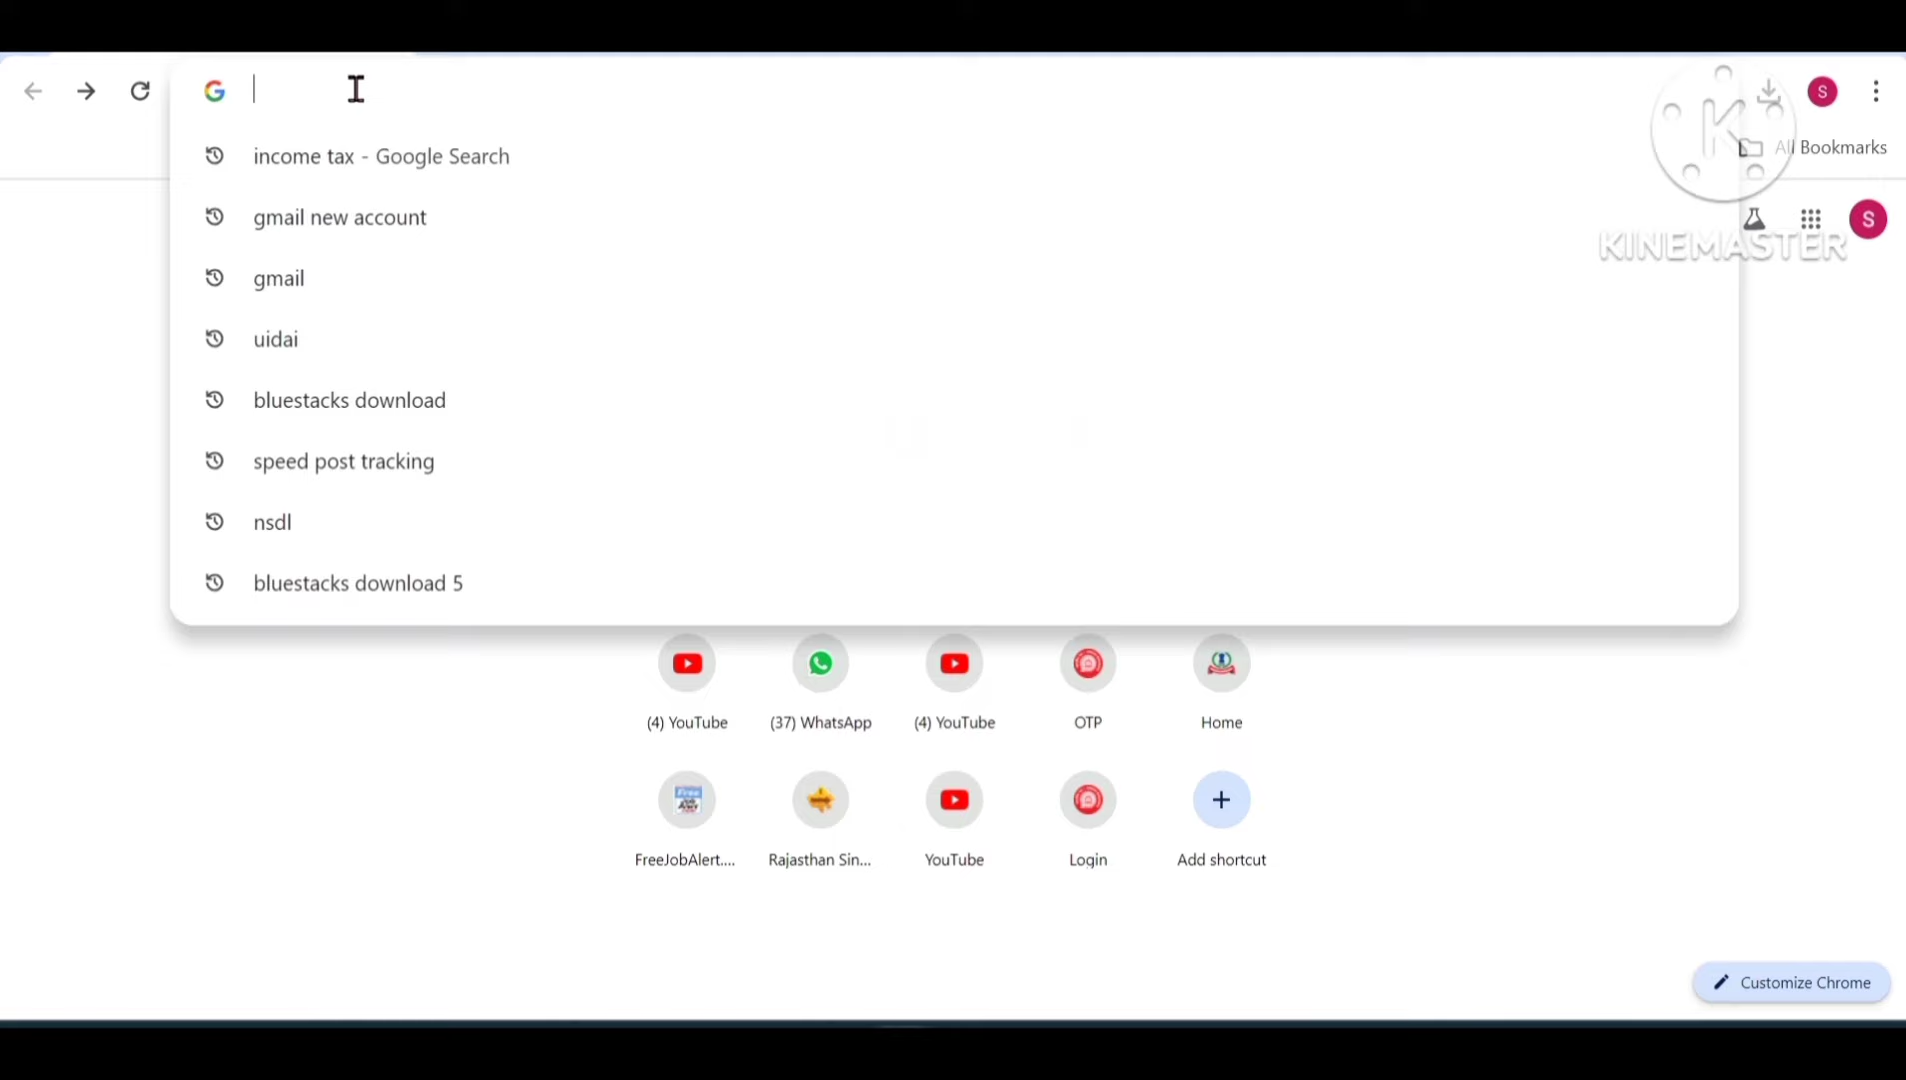 S
All Bookmarks
S
KINEMASTER
income tax - Google Search
gmail new account
gmail
uidai
bluestacks download
speed post tracking
nsdl
bluestacks download 5
(4) YouTube
(37) WhatsApp
(4) YouTube
OTP
Home
FreeJobAlert....
Rajasthan Sin...
YouTube
Login
Add shortcut
Customize Chrome